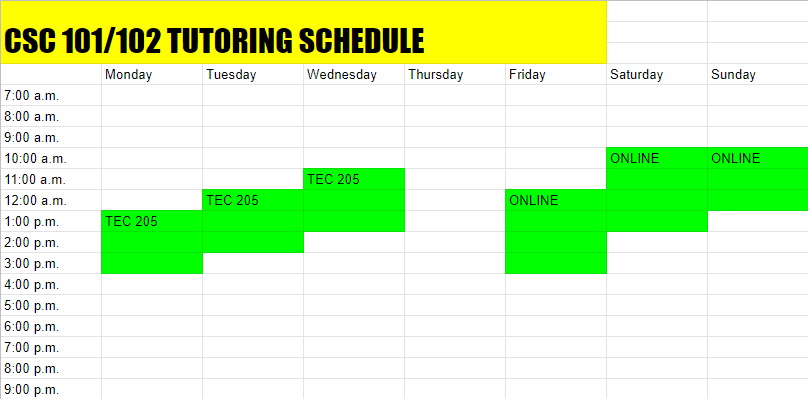 CSC 101/102 TUTORING SCHEDULE
Monday Tuesday Wednesday Thursday Friday Saturday Sunday
7:00 a.m.
8:00 a.m.
9:00 a.m.
10:00 a.m. ONLINE ONLINE
11:00 a.m. TEC 205
12:00 a.m. TEC 205 ONLINE
1:00 p.m. TEC 205
2:00 p.m.
3:00 p.m.
4:00 p.m.
5:00 p.m.
6:00 p.m.
7:00 p.m.
8:00 p.m.
9:00 p.m.